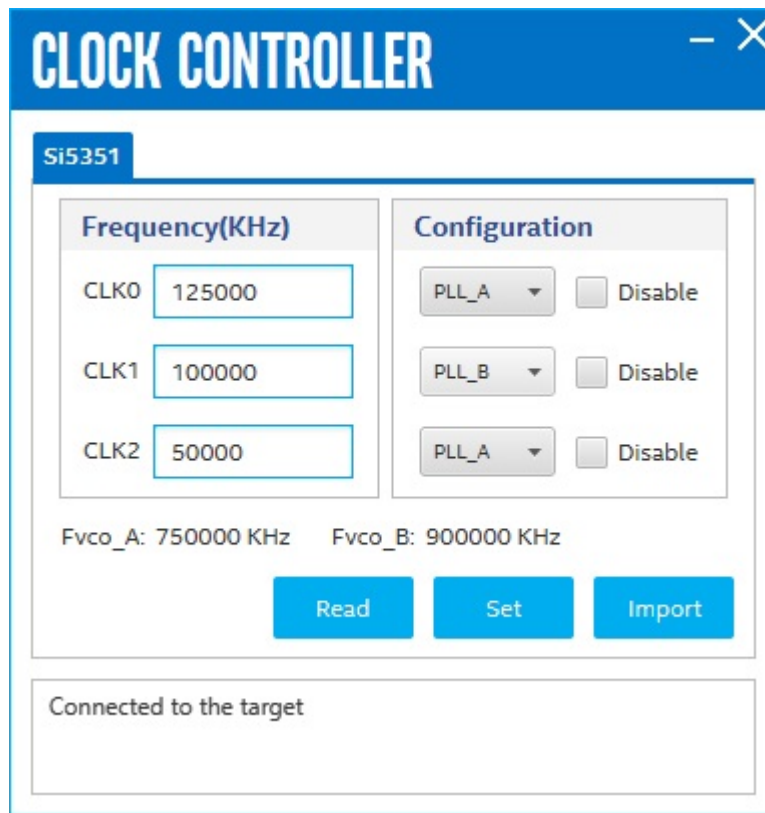 CLOCK CONTROLLER
Si5351
Frequency(KHz)
Configuration
CLK0 125000 PLL_A Disable
CLK1 100000 PLL_B Disable
CLK2 50000 PLL_A Disable
Fvco_A: 750000 KHz Fvco_B: 900000 KHz
Read Set Import
Connected to the target